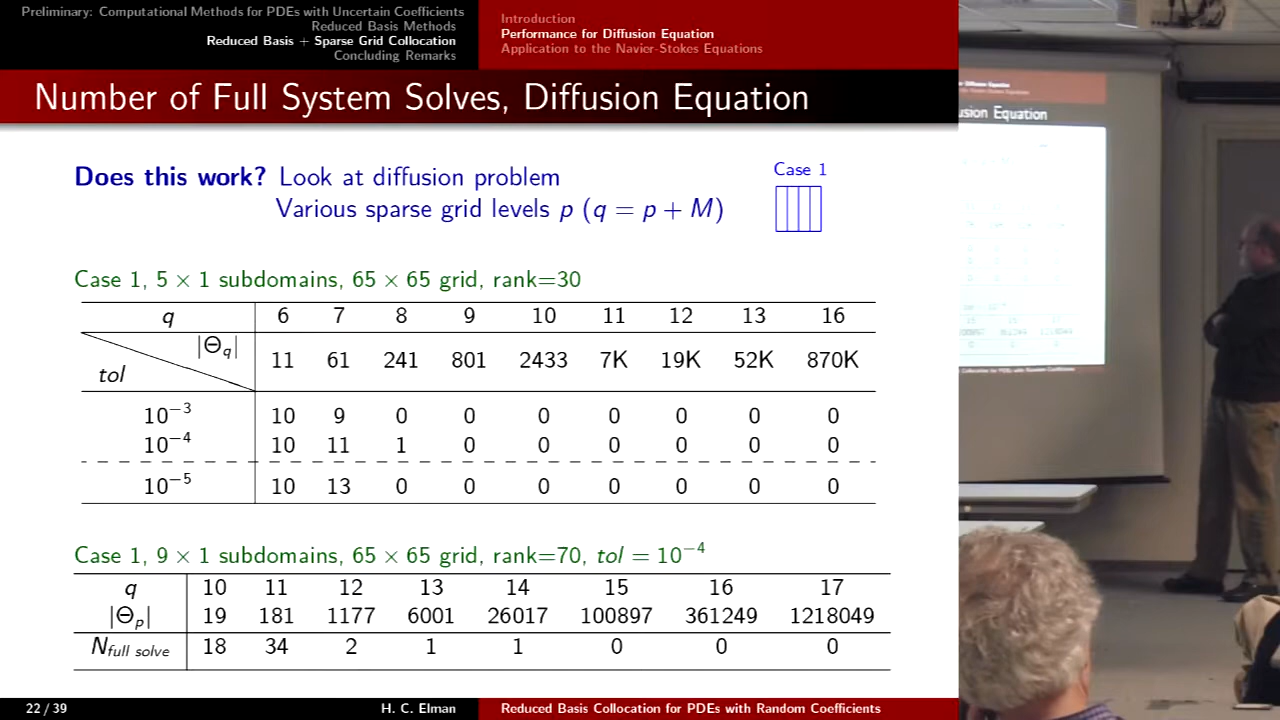 Preliminary: Computational Methods for PDEs with Uncertain Coefficients
Reduced Basis Methods
Reduced Basis + Sparse Grid Collocation
Concluding Remarks
Introduction
Performance for Diffusion Equation
Application to the Navier-Stokes Equations
Number of Full System Solves, Diffusion Equation
Does this work? Look at diffusion problem
Various sparse grid levels p (q = p + M)
Case 1
Case 1, 5 × 1 subdomains, 65 × 65 grid, rank=30
q 6 7 8 9 10 11 12 13 16
|Θq| 11 61 241 801 2433 7K 19K 52K 870K
tol
10⁻³ 10 9 0 0 0 0 0 0 0
10⁻⁴ 10 11 1 0 0 0 0 0 0
10⁻⁵ 10 13 0 0 0 0 0 0 0
Case 1, 9 × 1 subdomains, 65 × 65 grid, rank=70, tol = 10⁻⁴
q 10 11 12 13 14 15 16 17
|Θp| 19 181 1177 6001 26017 100897 361249 1218049
Nfull solve 18 34 2 1 1 0 0 0
22 / 39
H. C. Elman
Reduced Basis Collocation for PDEs with Random Coefficients
usion Equation